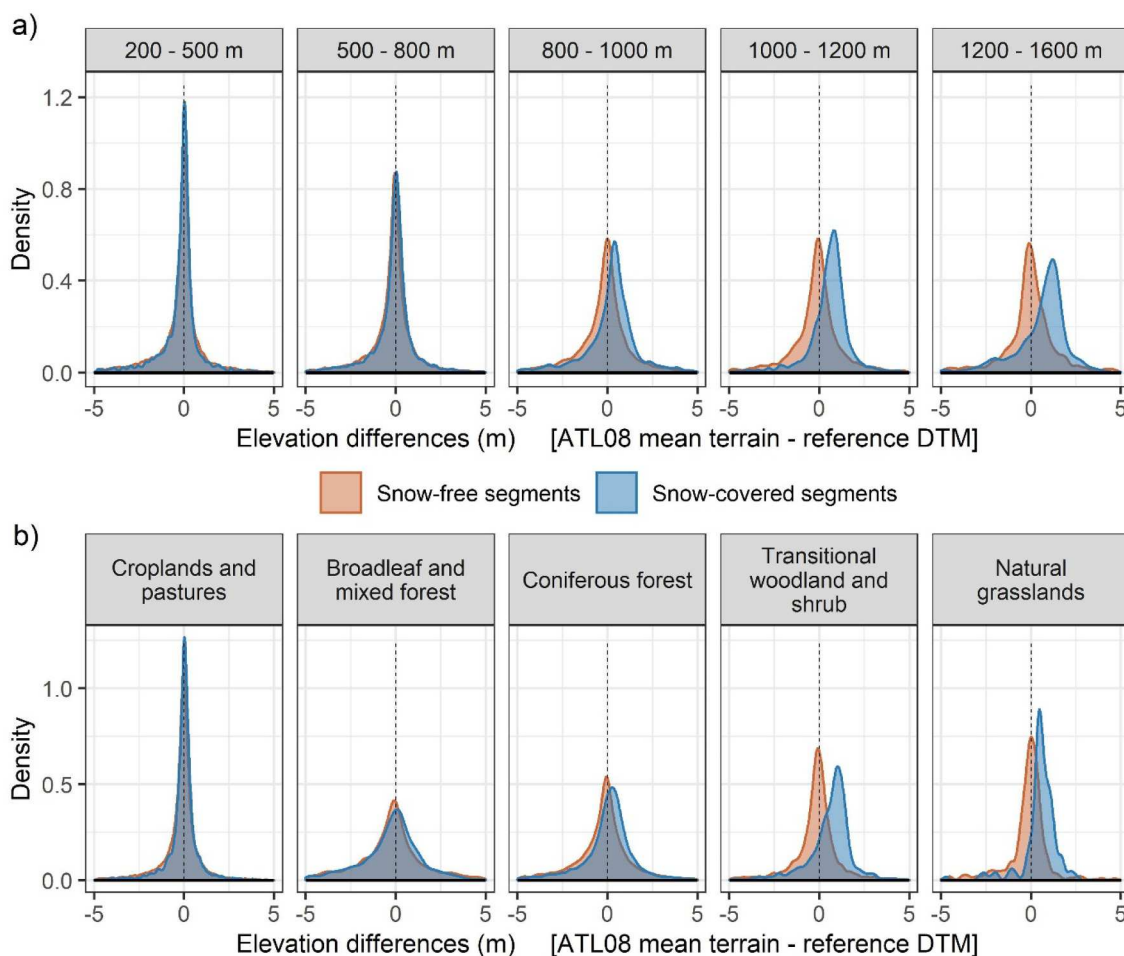 a)
200 - 500 m
500 - 800 m
800 - 1000 m
1000 - 1200 m
1200 - 1600 m
Density
1.2
0.8
0.4
0.0
-5 0 5 -5 0 5 -5 0 5 -5 0 5 -5 0 5
Elevation differences (m) [ATL08 mean terrain - reference DTM]
Snow-free segments Snow-covered segments
b)
Croplands and
pastures
Broadleaf and
mixed forest
Coniferous forest
Transitional
woodland and
shrub
Natural
grasslands
Density
1.0
0.5
0.0
-5 0 5 -5 0 5 -5 0 5 -5 0 5 -5 0 5
Elevation differences (m) [ATL08 mean terrain - reference DTM]